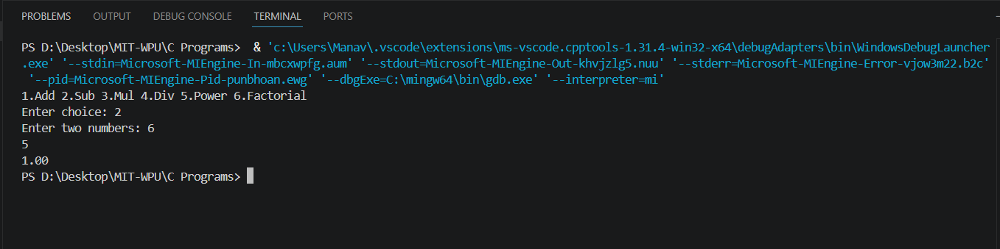 PROBLEMS OUTPUT DEBUG CONSOLE TERMINAL PORTS
PS D:\Desktop\MIT-WPU\C Programs>  & 'c:\Users\Manav\.vscode\extensions\ms-vscode.cpptools-1.31.4-win32-x64\debugAdapters\bin\WindowsDebugLauncher
.exe' '--stdin=Microsoft-MIEngine-In-mbcxwpfg.aum' '--stdout=Microsoft-MIEngine-Out-khvjzlg5.nuu' '--stderr=Microsoft-MIEngine-Error-vjow3m22.b2c'
'--pid=Microsoft-MIEngine-Pid-punbhoan.ewg' '--dbgExe=C:\mingw64\bin\gdb.exe' '--interpreter=mi'
1.Add 2.Sub 3.Mul 4.Div 5.Power 6.Factorial
Enter choice: 2
Enter two numbers: 6
5
1.00
PS D:\Desktop\MIT-WPU\C Programs>